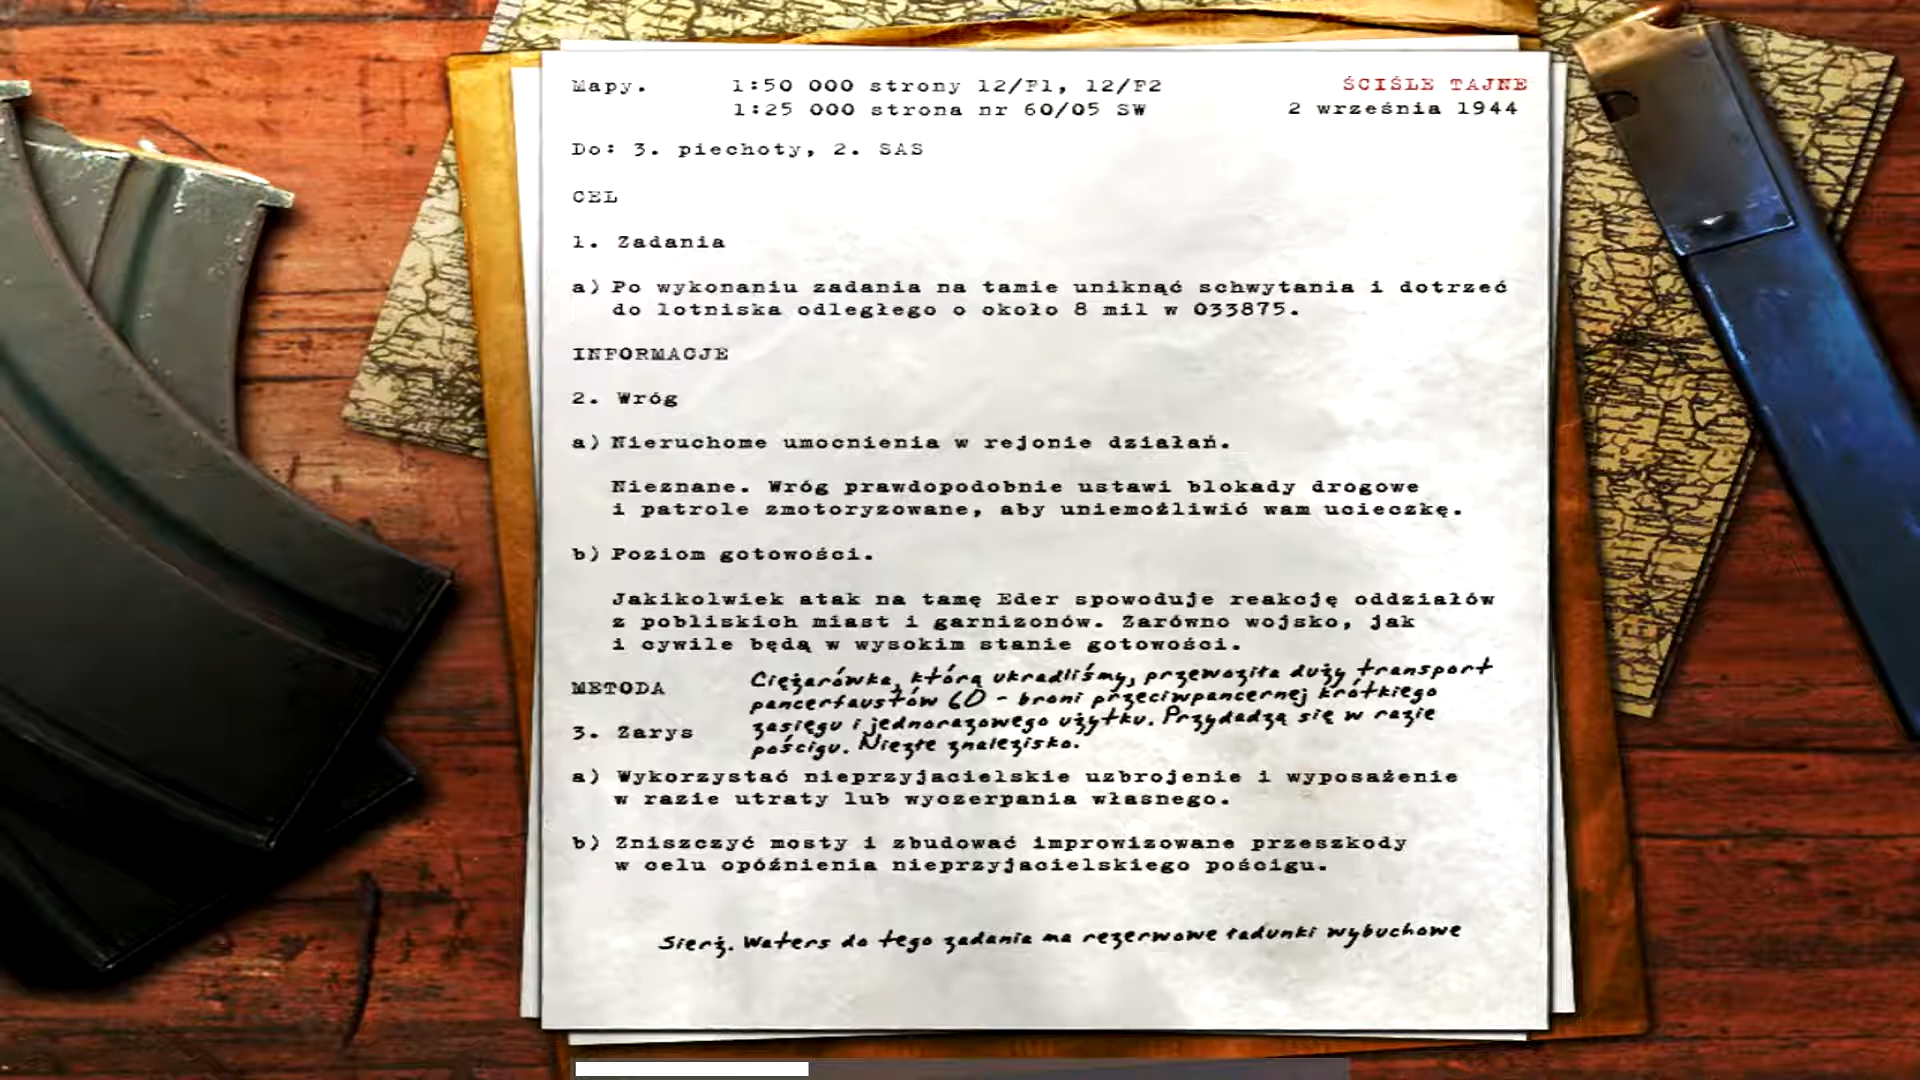 Mapy. 1:50 000 strony 12/F1, 12/F2 ŚCIŚLE TAJNE
1:25 000 strona nr 60/05 SW 2 września 1944
Do: 3. piechoty, 2. SAS
CEL
1. Zadania
a) Po wykonaniu zadania na tamie uniknąć schwytania i dotrzeć
do lotniska odległego o około 8 mil w 033875.
INFORMACJE
2. Wróg
a) Nieruchome umocnienia w rejonie działań.
Nieznane. Wróg prawdopodobnie ustawi blokady drogowe
i patrole zmotoryzowane, aby uniemożliwić wam ucieczkę.
b) Poziom gotowości.
Jakikolwiek atak na tamę Eder spowoduje reakcję oddziałów
z pobliskich miast i garnizonów. Zarówno wojsko, jak
i cywile będą w wysokim stanie gotowości.
METODA
Ciężarówka, którą ukradliśmy, przewoziła duży transport
pancerfaustów 60 - broni przeciwpancernej krótkiego
zasięgu i jednorazowego użytku. Przydadzą się w razie
pościgu. Niezłe znalezisko.
3. Zarys
a) Wykorzystać nieprzyjacielskie uzbrojenie i wyposażenie
w razie utraty lub wyczerpania własnego.
b) Zniszczyć mosty i zbudować improwizowane przeszkody
w celu opóźnienia nieprzyjacielskiego pościgu.
Sierż. Waters do tego zadania ma rezerwowe ładunki wybuchowe